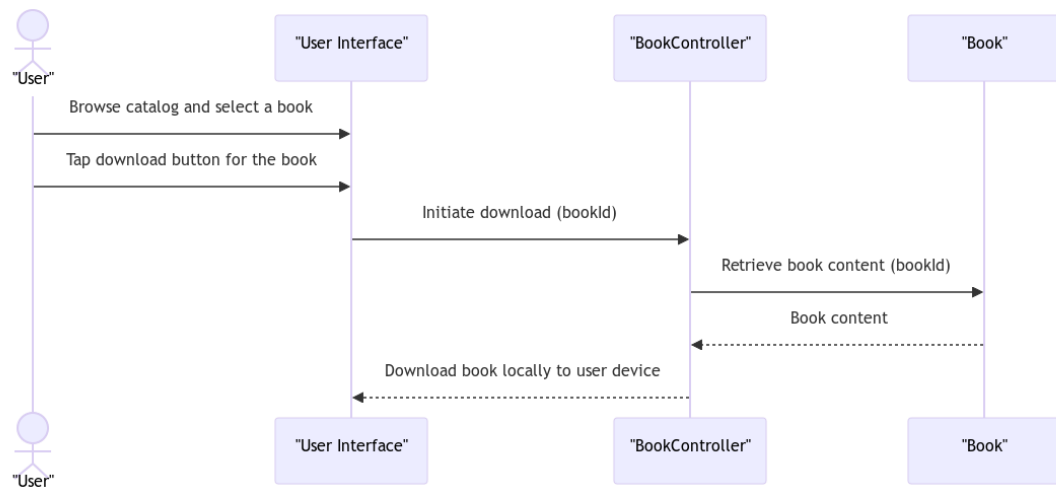 "User Interface"
"BookController"
"Book"
"User"
Browse catalog and select a book
Tap download button for the book
Initiate download (bookId)
Retrieve book content (bookId)
Book content
Download book locally to user device
"User Interface"
"BookController"
"Book"
"User"